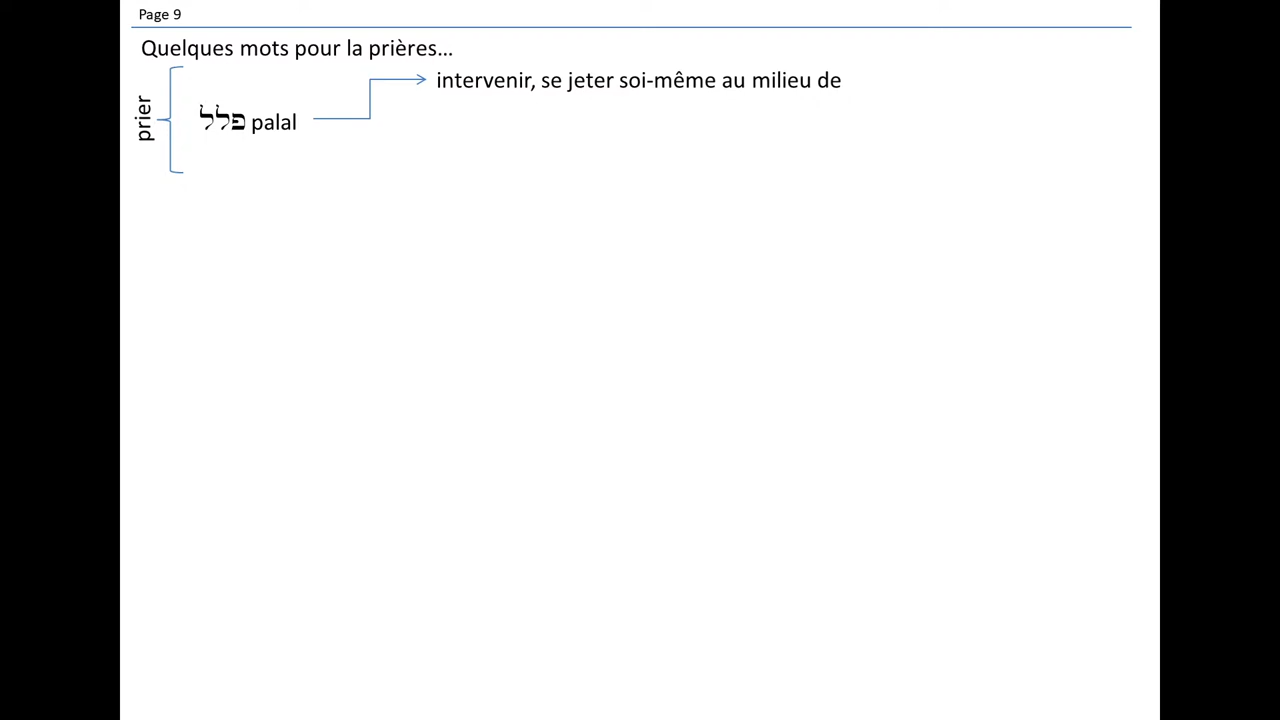 Page 9
Quelques mots pour la prières…
intervenir, se jeter soi-même au milieu de
prier
פלל palal